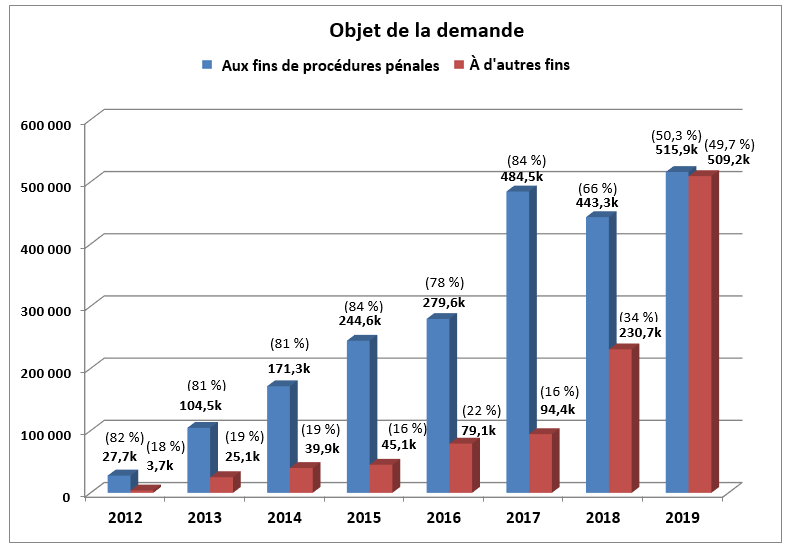 Objet de la demande
Aux fins de procédures pénales À d'autres fins
600 000
500 000
400 000
300 000
200 000
100 000
0
(82 %)
27,7k
(18 %)
3,7k
(81 %)
104,5k
(19 %)
25,1k
(81 %)
171,3k
(19 %)
39,9k
(84 %)
244,6k
(16 %)
45,1k
(78 %)
279,6k
(22 %)
79,1k
(84 %)
484,5k
(16 %)
94,4k
(66 %)
443,3k
(34 %)
230,7k
(50,3 %)
515,9k
(49,7 %)
509,2k
2012 2013 2014 2015 2016 2017 2018 2019